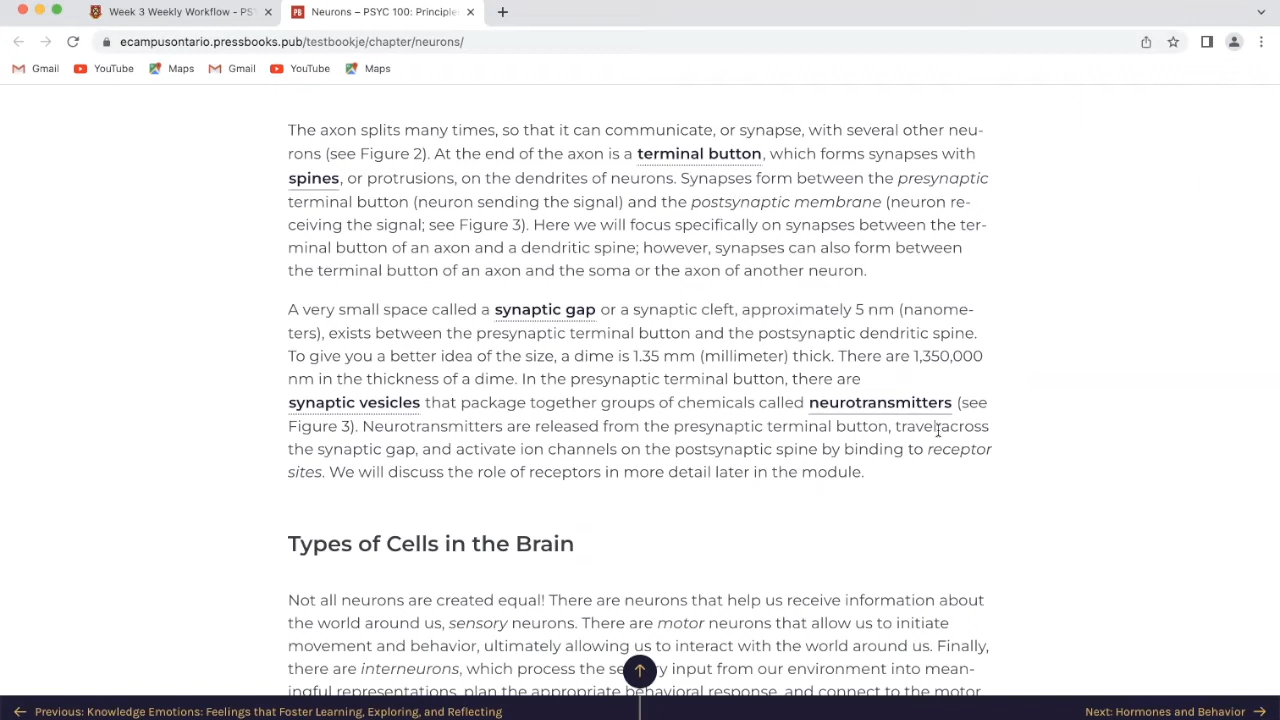 Week 3 Weekly Workflow - PS
Neurons – PSYC 100: Principle
ecampusontario.pressbooks.pub/testbookje/chapter/neurons/
Gmail YouTube Maps Gmail YouTube Maps
The axon splits many times, so that it can communicate, or synapse, with several other neu-
rons (see Figure 2). At the end of the axon is a terminal button, which forms synapses with
spines, or protrusions, on the dendrites of neurons. Synapses form between the presynaptic
terminal button (neuron sending the signal) and the postsynaptic membrane (neuron re-
ceiving the signal; see Figure 3). Here we will focus specifically on synapses between the ter-
minal button of an axon and a dendritic spine; however, synapses can also form between
the terminal button of an axon and the soma or the axon of another neuron.
A very small space called a synaptic gap or a synaptic cleft, approximately 5 nm (nanome-
ters), exists between the presynaptic terminal button and the postsynaptic dendritic spine.
To give you a better idea of the size, a dime is 1.35 mm (millimeter) thick. There are 1,350,000
nm in the thickness of a dime. In the presynaptic terminal button, there are
synaptic vesicles that package together groups of chemicals called neurotransmitters (see
Figure 3). Neurotransmitters are released from the presynaptic terminal button, travel across
the synaptic gap, and activate ion channels on the postsynaptic spine by binding to receptor
sites. We will discuss the role of receptors in more detail later in the module.
Types of Cells in the Brain
Not all neurons are created equal! There are neurons that help us receive information about
the world around us, sensory neurons. There are motor neurons that allow us to initiate
movement and behavior, ultimately allowing us to interact with the world around us. Finally,
there are interneurons, which process the se y input from our environment into mean-
ingful representations, plan the appropriate behavioral response, and connect to the motor
Previous: Knowledge Emotions: Feelings that Foster Learning, Exploring, and Reflecting
Next: Hormones and Behavior